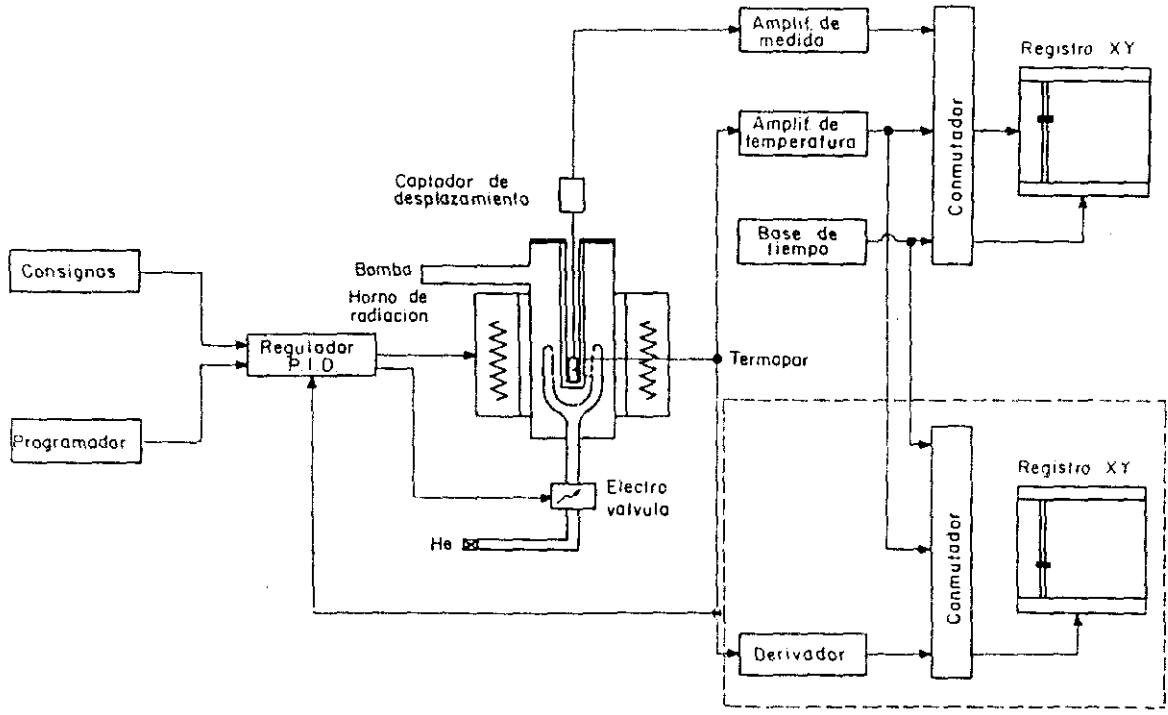 Amplif. de
medida
Registro XY
Amplif. de
temperatura
Conmutador
Captador de
desplazamiento
Base de
tiempo
Consignas
Bomba
Horno de
radiacion
Regulador
P.I.D.
Termopar
Programador
Electro
valvula
He
Registro XY
Conmutador
Derivador